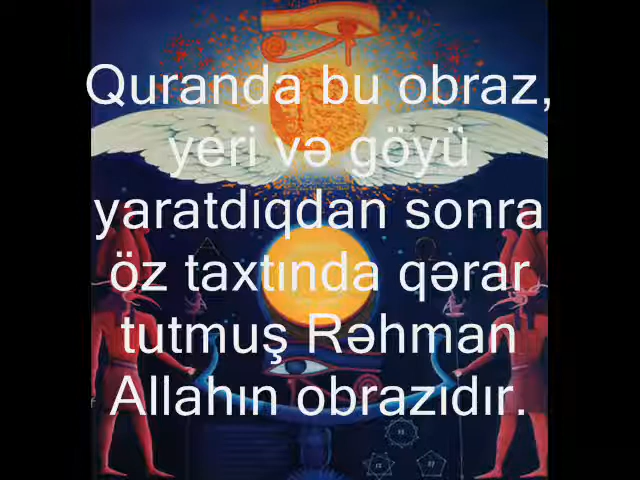 Quranda bu obraz,
yeri və göyü
yaratdıqdan sonra
öz taxtında qərar
tutmuş Rəhman
Allahın obrazıdır.